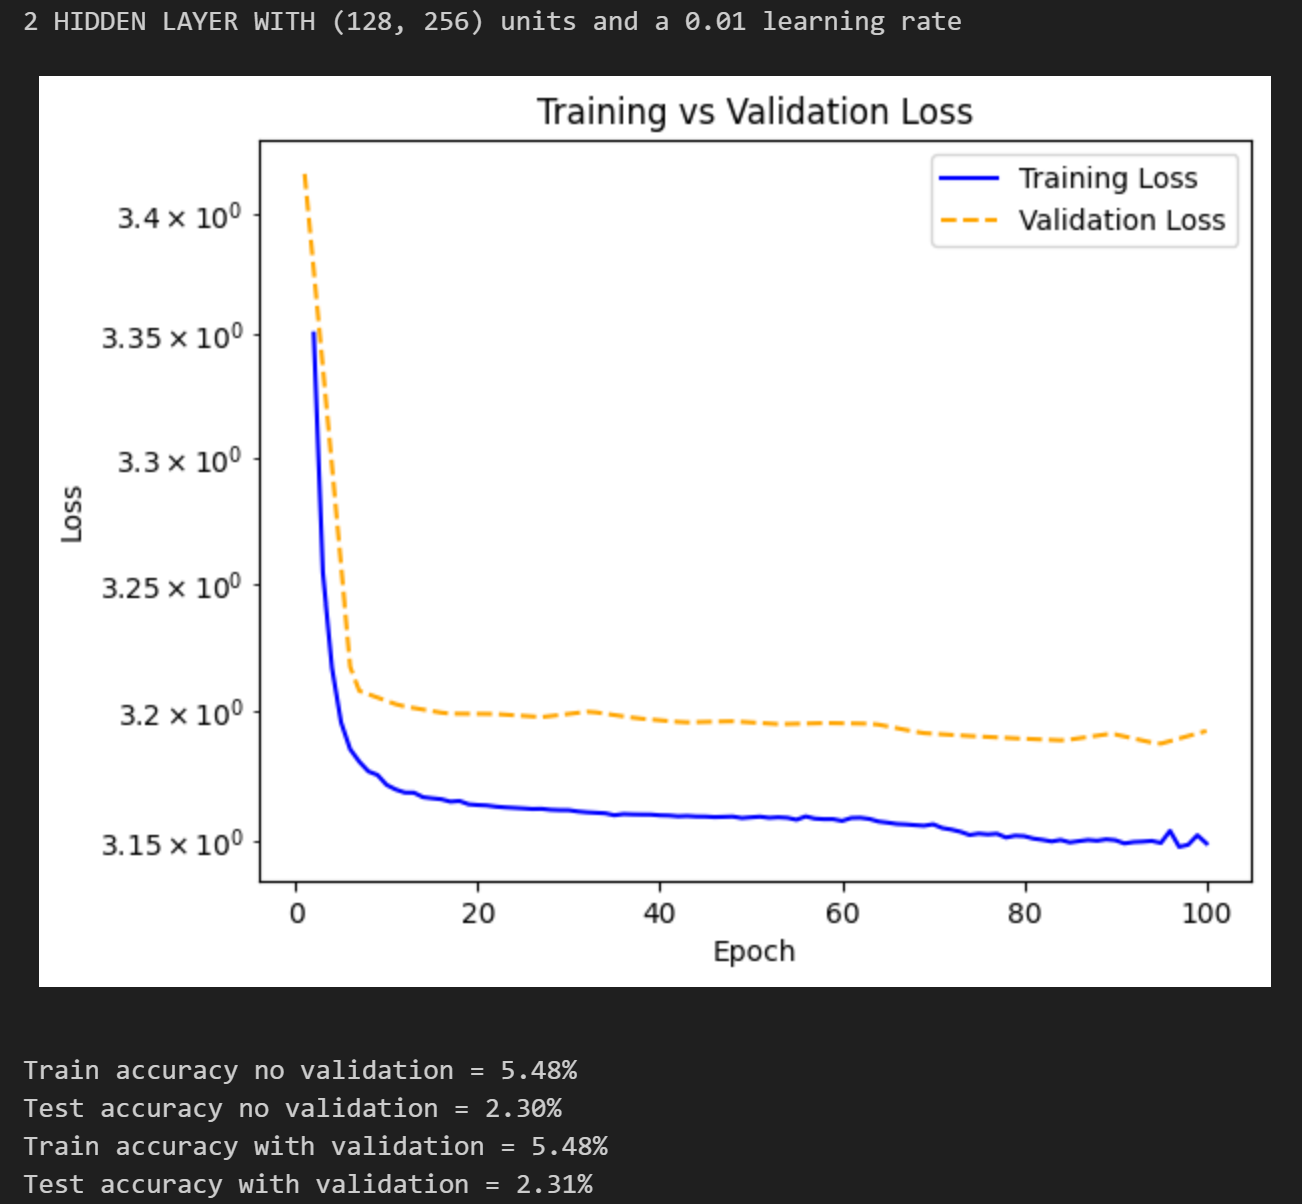 2 HIDDEN LAYER WITH (128, 256) units and a 0.01 learning rate
Training vs Validation Loss
Training Loss
Validation Loss
3.4 × 10⁰
3.35 × 10⁰
3.3 × 10⁰
3.25 × 10⁰
3.2 × 10⁰
3.15 × 10⁰
Loss
0 20 40 60 80 100
Epoch
Train accuracy no validation = 5.48%
Test accuracy no validation = 2.30%
Train accuracy with validation = 5.48%
Test accuracy with validation = 2.31%